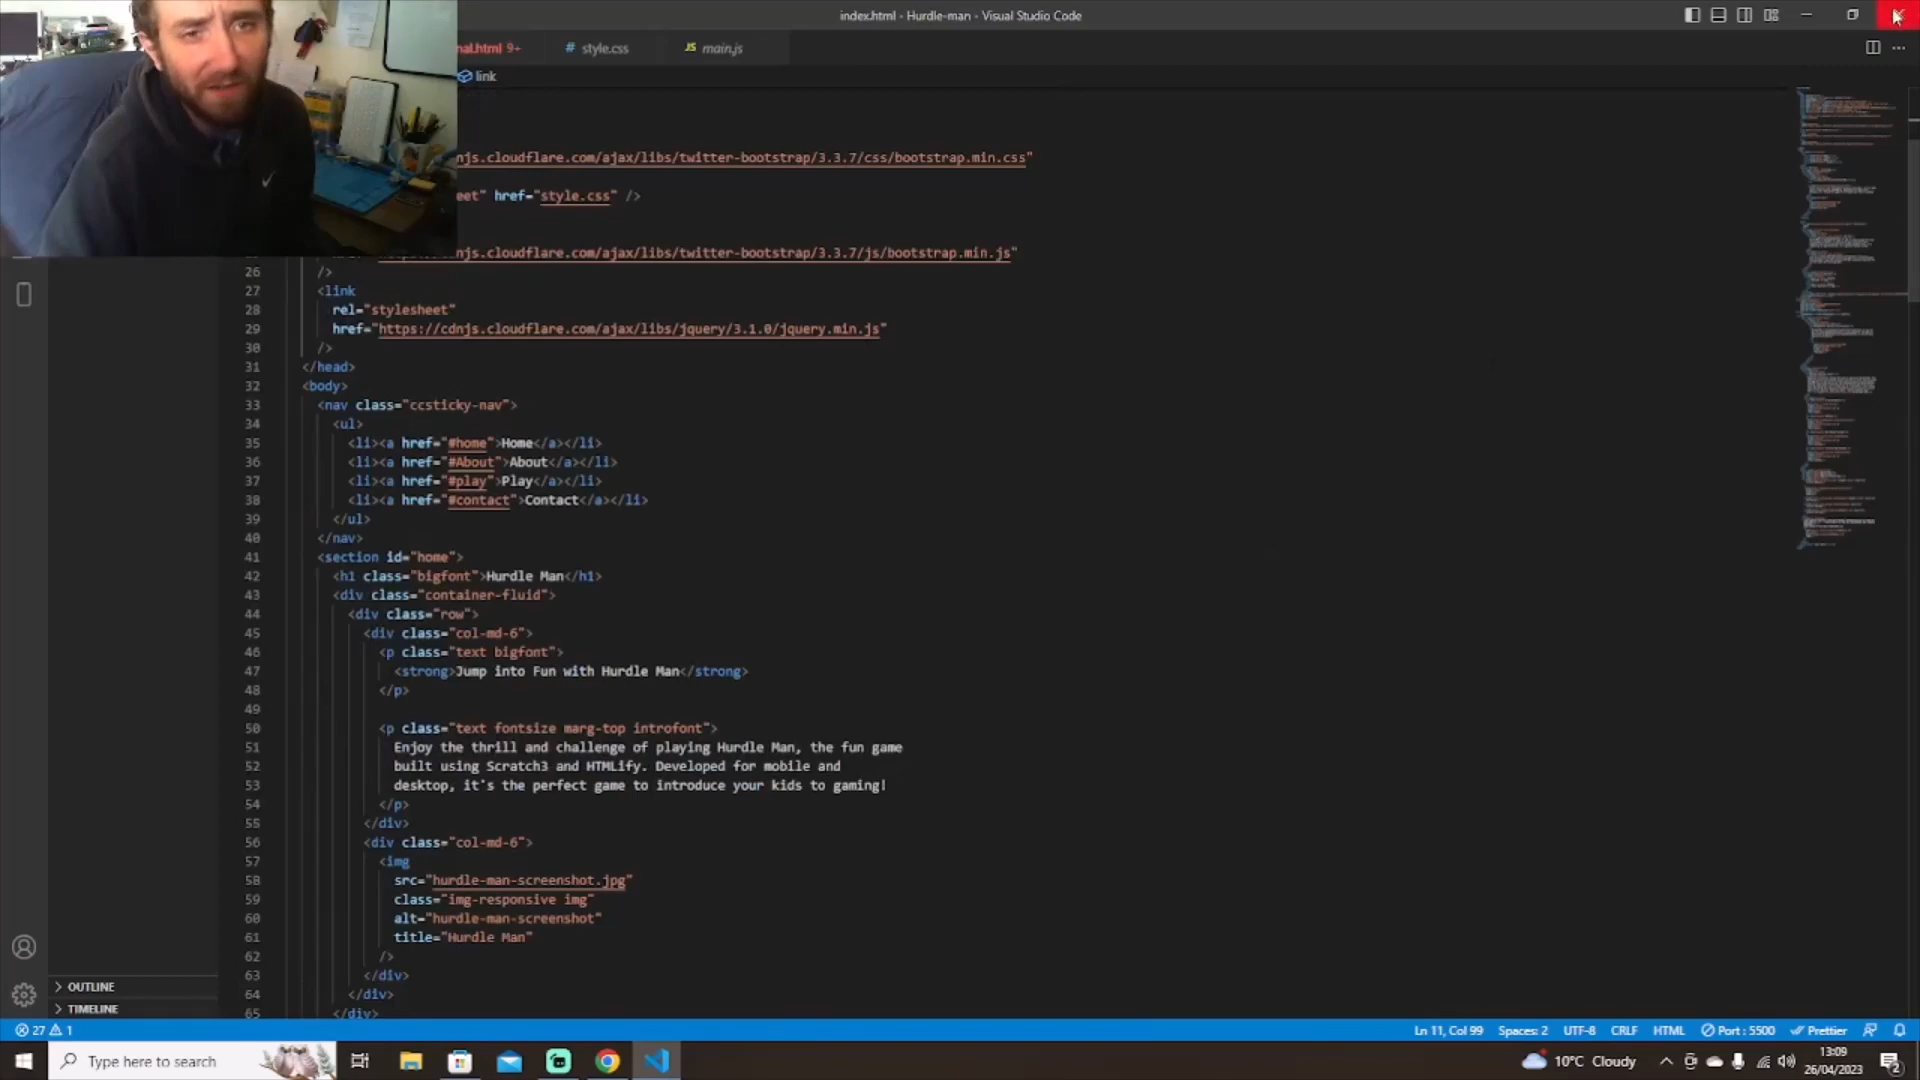 index.html - Hurdle-man - Visual Studio Code
nal.html 9+
# style.css
JS main.js
link
njs.cloudflare.com/ajax/libs/twitter-bootstrap/3.3.7/css/bootstrap.min.css"
eet" href="style.css" />
njs.cloudflare.com/ajax/libs/twitter-bootstrap/3.3.7/js/bootstrap.min.js"
26 />
27 <link
28 rel="stylesheet"
29 href="https://cdnjs.cloudflare.com/ajax/libs/jquery/3.1.0/jquery.min.js"
30 />
31 </head>
32 <body>
33 <nav class="ccsticky-nav">
34 <ul>
35 <li><a href="#home">Home</a></li>
36 <li><a href="#About">About</a></li>
37 <li><a href="#play">Play</a></li>
38 <li><a href="#contact">Contact</a></li>
39 </ul>
40 </nav>
41 <section id="home">
42 <h1 class="bigfont">Hurdle Man</h1>
43 <div class="container-fluid">
44 <div class="row">
45 <div class="col-md-6">
46 <p class="text bigfont">
47 <strong>Jump into Fun with Hurdle Man</strong>
48 </p>
49
50 <p class="text fontsize marg-top introfont">
51 Enjoy the thrill and challenge of playing Hurdle Man, the fun game
52 built using Scratch3 and HTMLify. Developed for mobile and
53 desktop, it's the perfect game to introduce your kids to gaming!
54 </p>
55 </div>
56 <div class="col-md-6">
57 <img
58 src="hurdle-man-screenshot.jpg"
59 class="img-responsive img"
60 alt="hurdle-man-screenshot"
61 title="Hurdle Man"
62 />
63 </div>
64 </div>
65 </div>
OUTLINE
TIMELINE
27 1
Ln 11, Col 99 Spaces: 2 UTF-8 CRLF HTML Port : 5500 Prettier
Type here to search
10°C Cloudy
13:09
26/04/2023
2